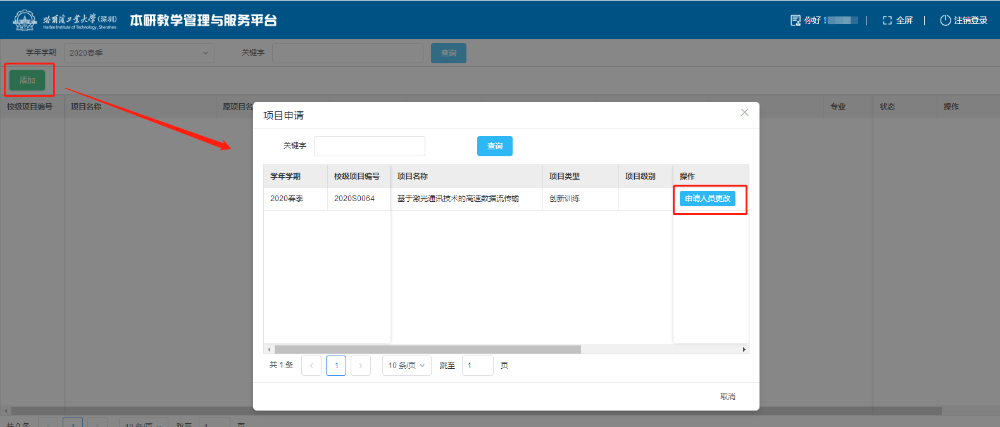 哈尔滨工业大学(深圳)
Harbin Institute of Technology, Shenzhen
本研教学管理与服务平台
你好！
全屏
注销登录
学年学期 2020春季 关键字 查询
添加
校级项目编号 项目名称 原项目名 专业 状态 操作
项目申请
关键字 查询
学年学期 校级项目编号 项目名称 项目类型 项目级别 操作
2020春季 2020S0064 基于激光通讯技术的高速数据流传输 创新训练 申请人员更改
共 1 条 1 10 条/页 跳至 1 页
取消
共 0 条 1 10 条/页 跳至 1 页